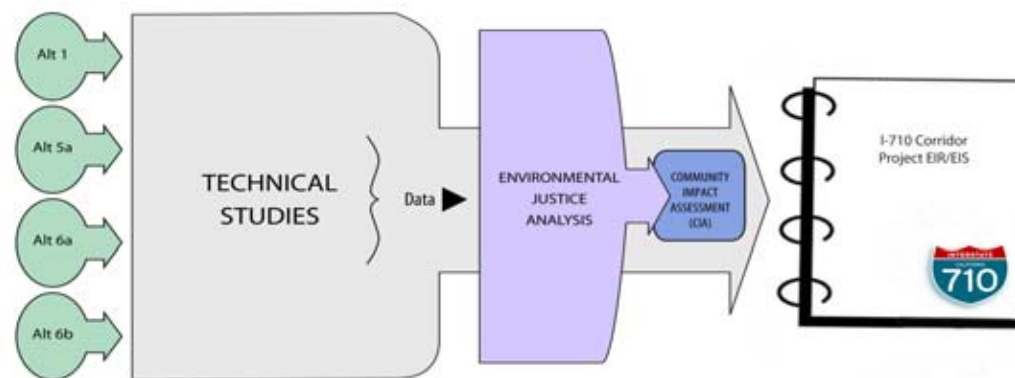 Alt 1
Alt 5a
Alt 6a
Alt 6b
TECHNICAL
STUDIES
Data
ENVIRONMENTAL
JUSTICE
ANALYSIS
COMMUNITY
IMPACT
ASSESSMENT
(CIA)
I-710 Corridor
Project EIR/EIS
INTERSTATE
CALIFORNIA
710